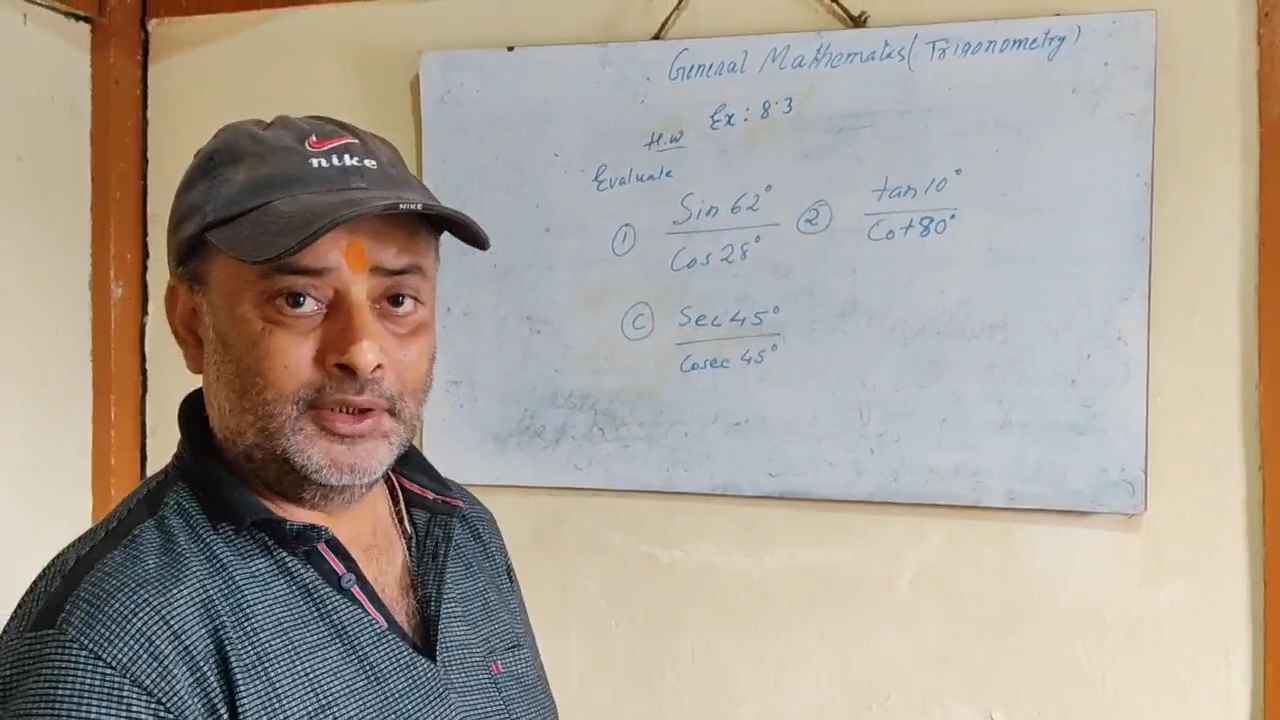 General Mathematics (Trigonometry)
Ex: 8.3
H.W
Evaluate
① Sin 62° / Cos 28° ② tan 10° / Cot 80°
Ⓒ Sec 45° / Cosec 45°
nike
NIKE